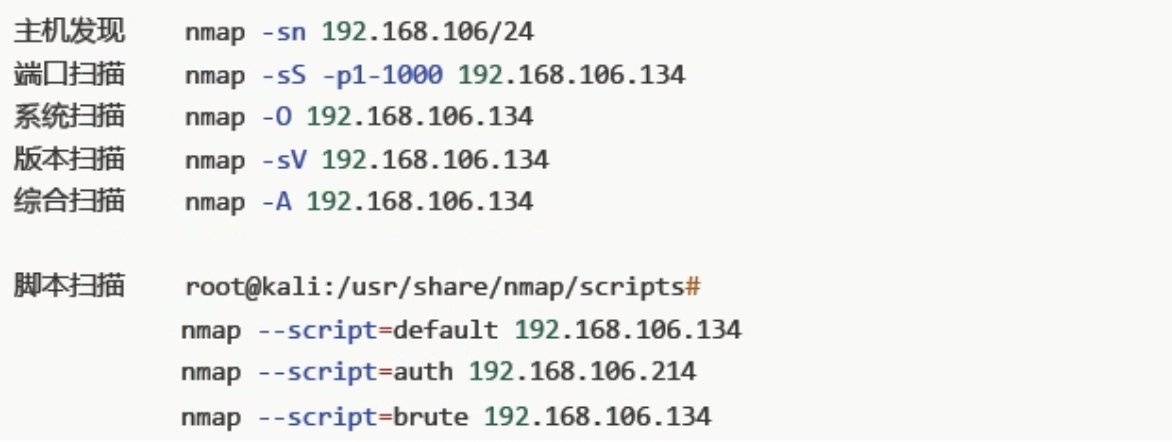 主机发现 nmap -sn 192.168.106/24
端口扫描 nmap -sS -p1-1000 192.168.106.134
系统扫描 nmap -O 192.168.106.134
版本扫描 nmap -sV 192.168.106.134
综合扫描 nmap -A 192.168.106.134
脚本扫描 root@kali:/usr/share/nmap/scripts#
nmap --script=default 192.168.106.134
nmap --script=auth 192.168.106.214
nmap --script=brute 192.168.106.134